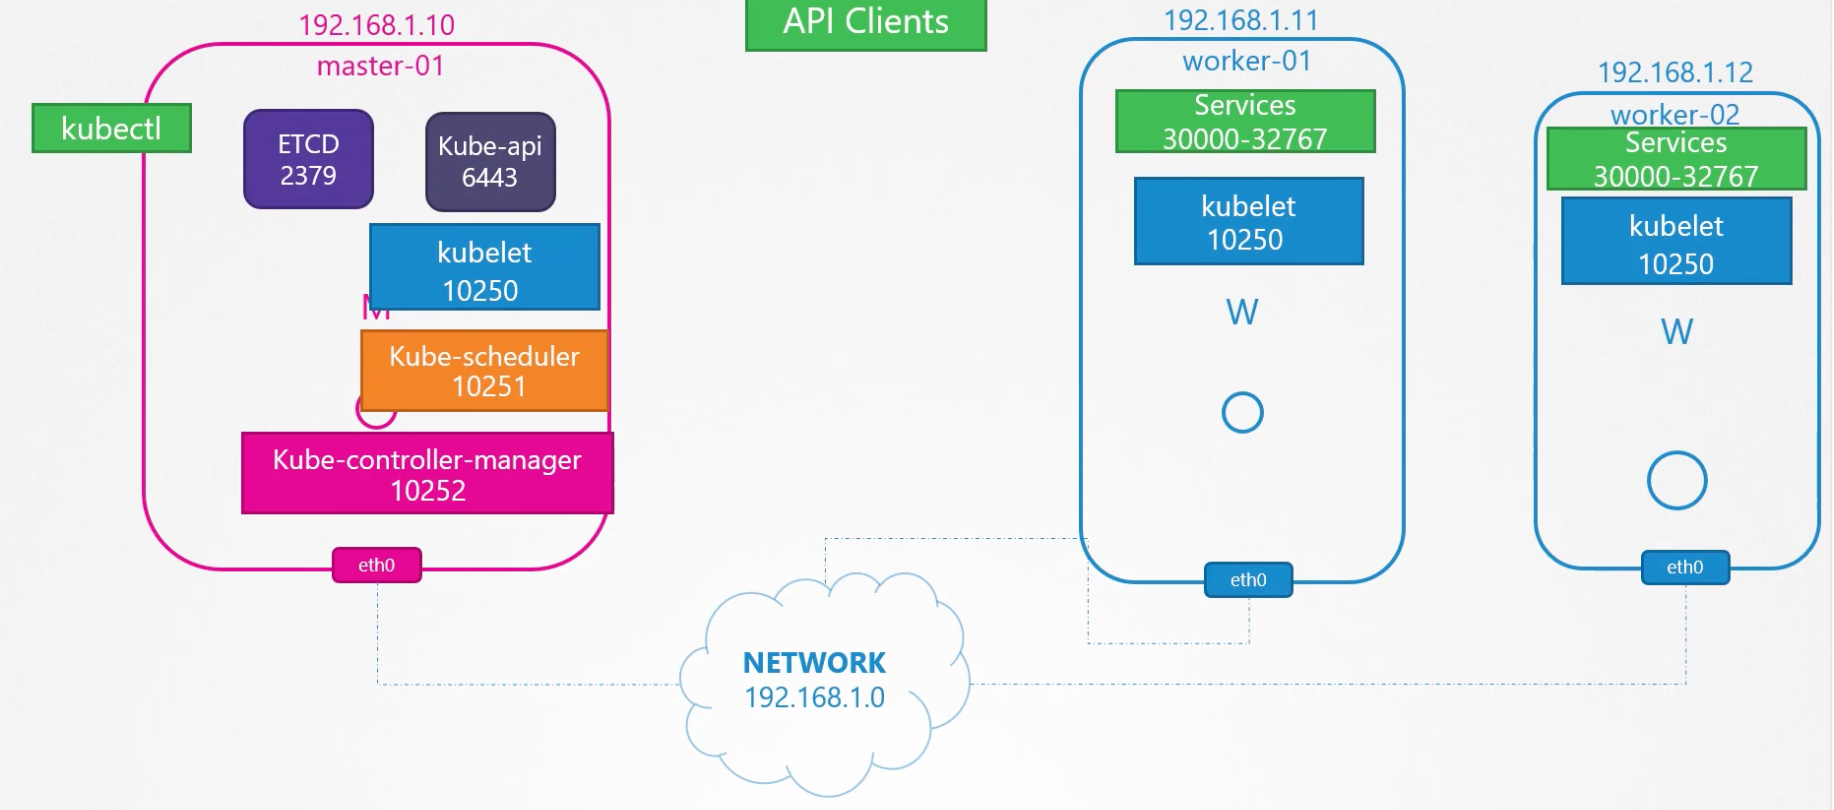 192.168.1.10
master-01
kubectl
ETCD
2379
Kube-api
6443
kubelet
10250
M
Kube-scheduler
10251
Kube-controller-manager
10252
eth0
API Clients
NETWORK
192.168.1.0
192.168.1.11
worker-01
Services
30000-32767
kubelet
10250
W
eth0
192.168.1.12
worker-02
Services
30000-32767
kubelet
10250
W
eth0